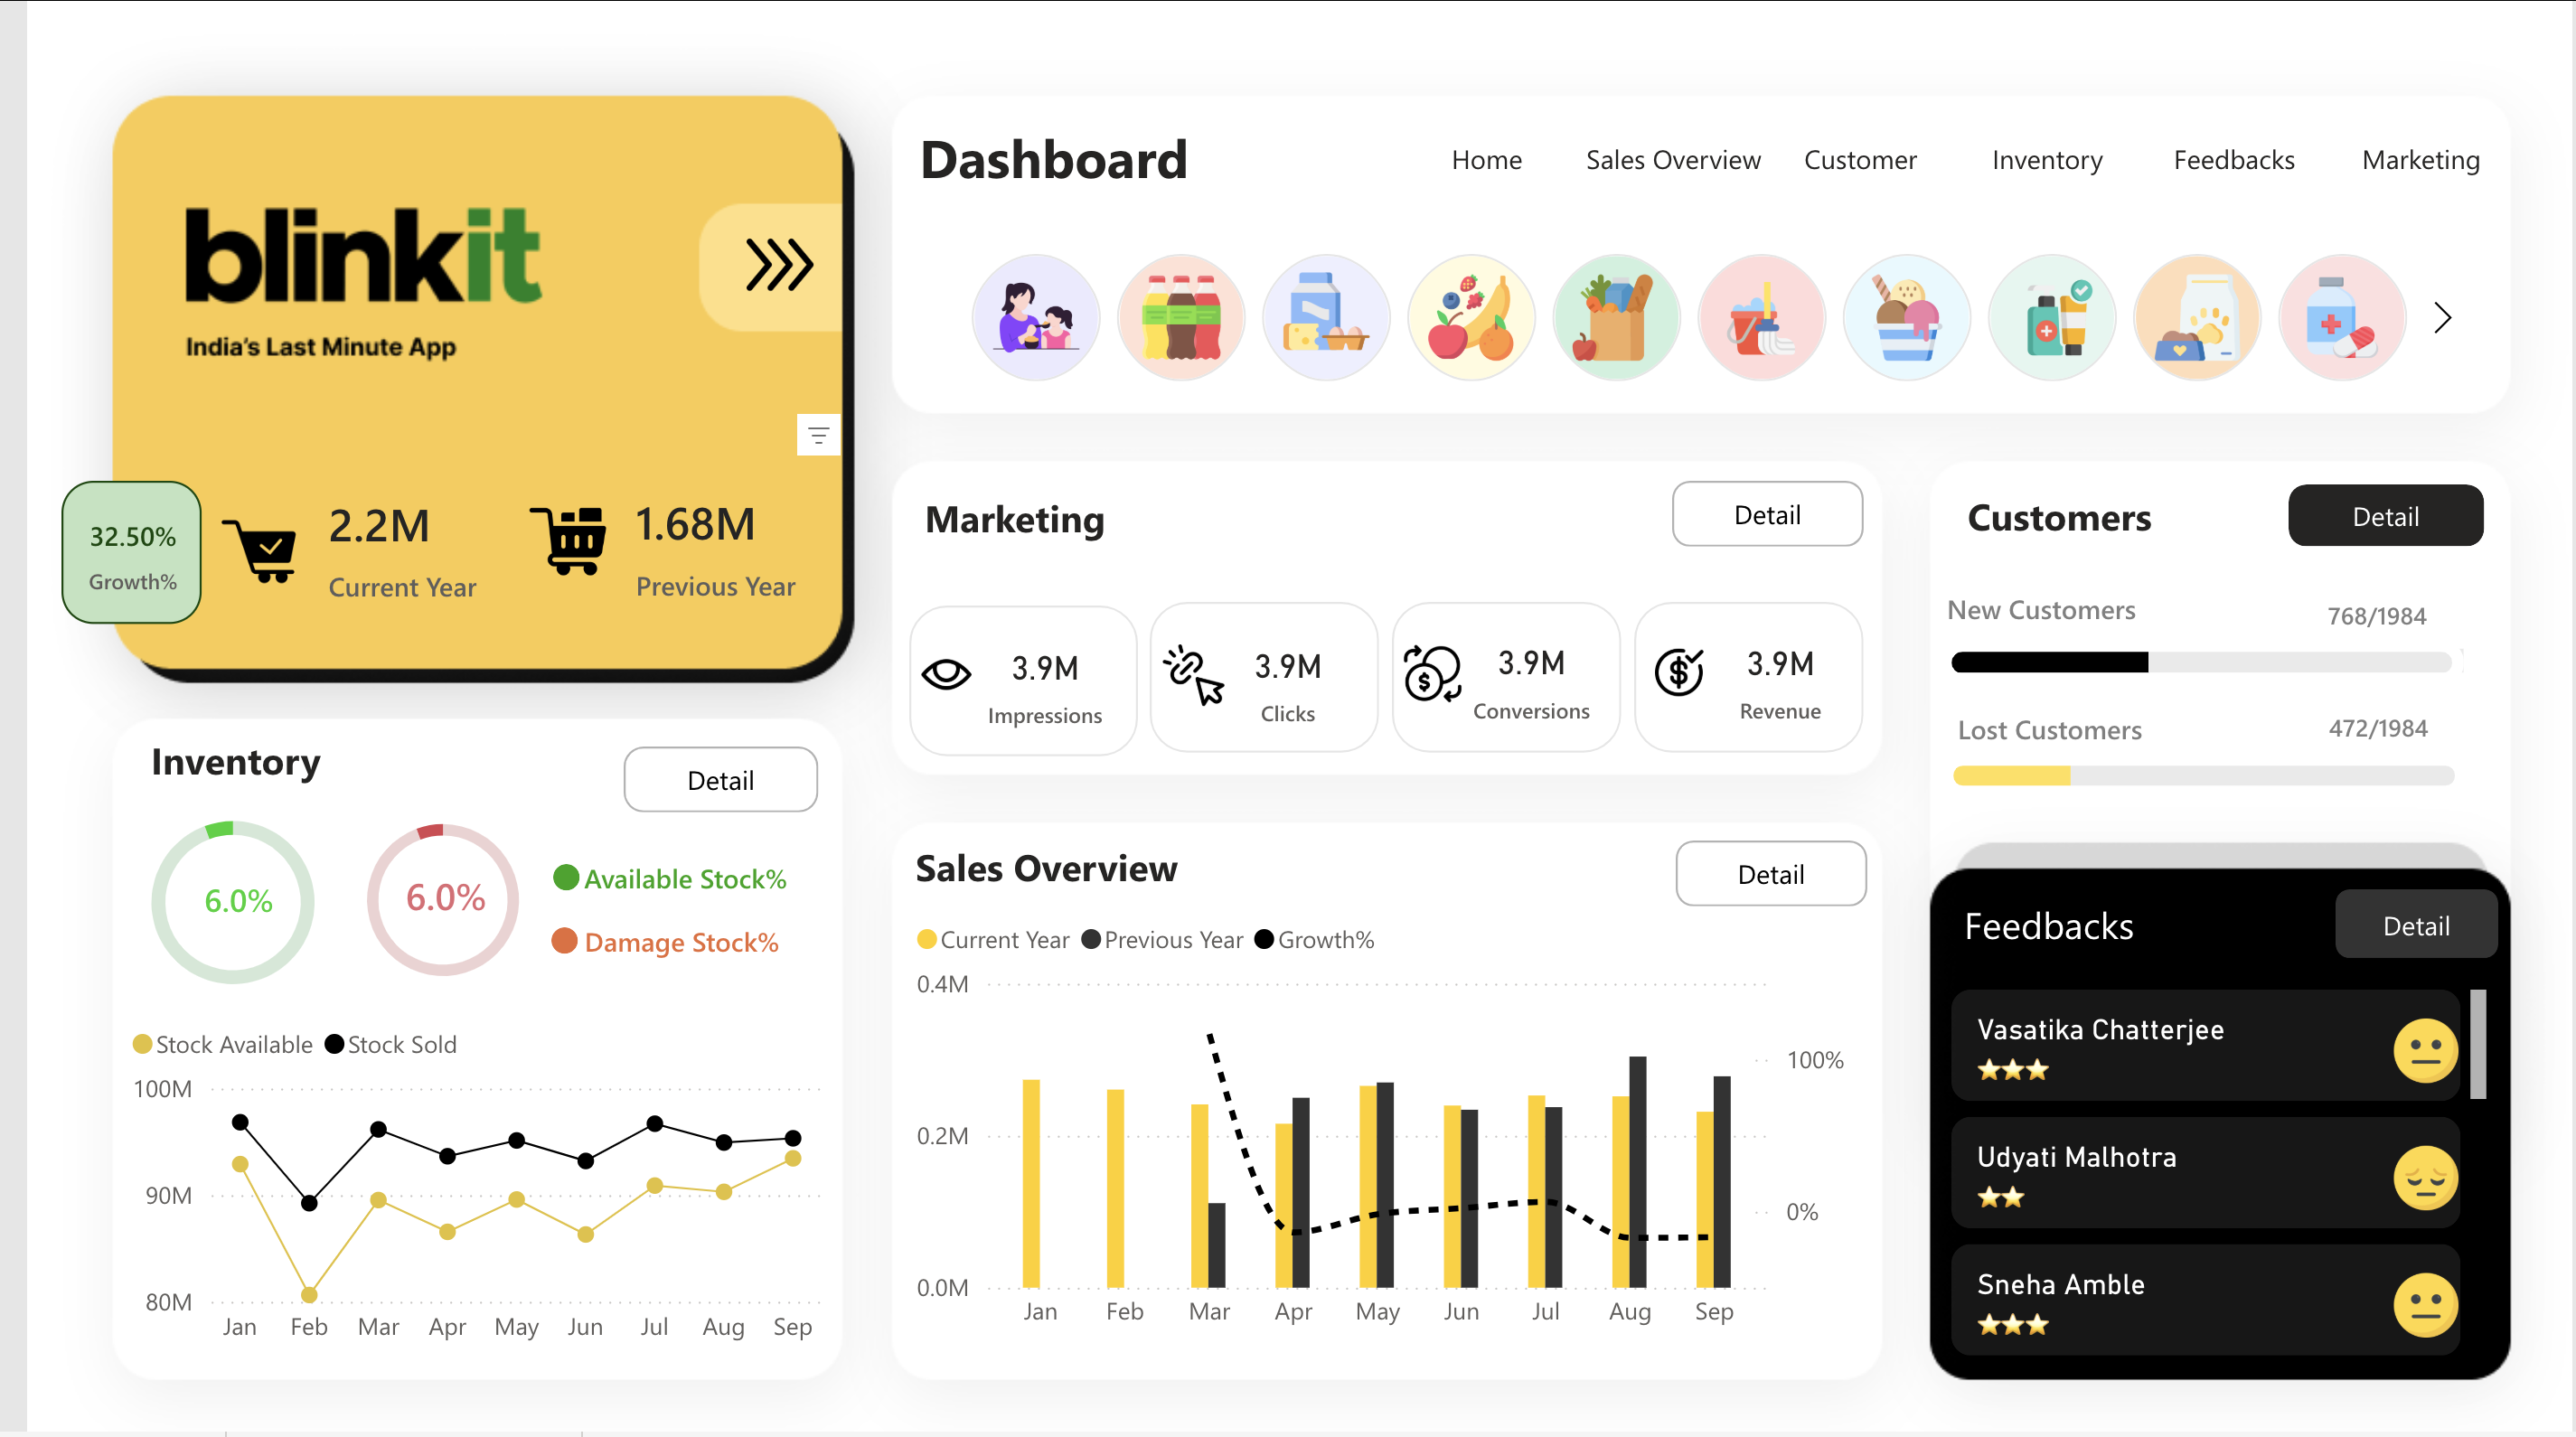 blinkit
India's Last Minute App
32.50%
Growth%
2.2M
Current Year
1.68M
Previous Year
Dashboard
Home Sales Overview Customer Inventory Feedbacks Marketing
Marketing
Detail
3.9M
Impressions
3.9M
Clicks
3.9M
Conversions
3.9M
Revenue
Customers
Detail
New Customers 768/1984
Lost Customers 472/1984
Inventory
Detail
6.0%
6.0%
Available Stock%
Damage Stock%
Stock Available Stock Sold
100M
90M
80M
Jan Feb Mar Apr May Jun Jul Aug Sep
Sales Overview
Detail
Current Year Previous Year Growth%
0.4M
0.2M
0.0M
100%
0%
Jan Feb Mar Apr May Jun Jul Aug Sep
Feedbacks
Detail
Vasatika Chatterjee
Udyati Malhotra
Sneha Amble